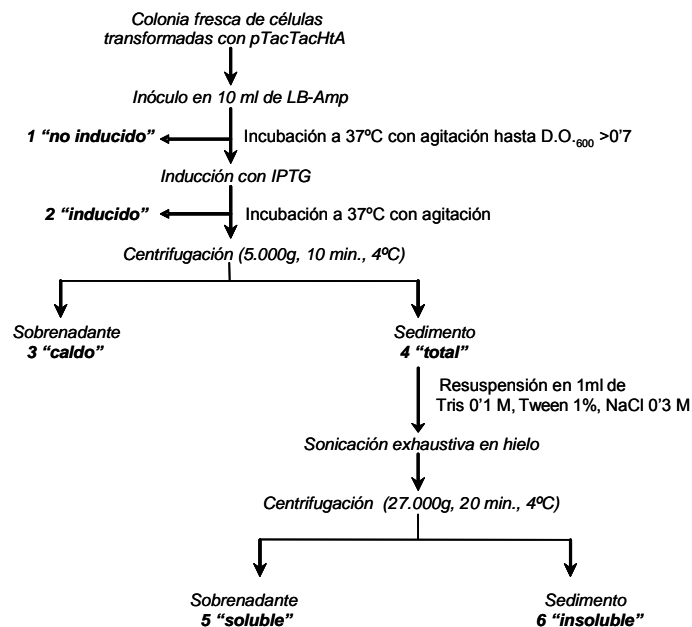 Colonia fresca de células
transformadas con pTacTacHtA
Inóculo en 10 ml de LB-Amp
1 “no inducido”
Incubación a 37ºC con agitación hasta D.O.600 >0’7
Inducción con IPTG
2 “inducido”
Incubación a 37ºC con agitación
Centrifugación (5.000g, 10 min., 4ºC)
Sobrenadante
3 “caldo”
Sedimento
4 “total”
Resuspensión en 1ml de
Tris 0’1 M, Tween 1%, NaCl 0’3 M
Sonicación exhaustiva en hielo
Centrifugación (27.000g, 20 min., 4ºC)
Sobrenadante
5 “soluble”
Sedimento
6 “insoluble”